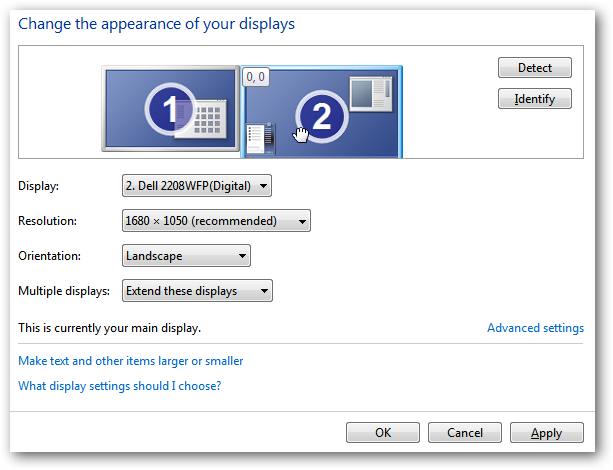 Change the appearance of your displays
1
0, 0
2
Detect
Identify
Display: 2. Dell 2208WFP(Digital)
Resolution: 1680 × 1050 (recommended)
Orientation: Landscape
Multiple displays: Extend these displays
This is currently your main display. Advanced settings
Make text and other items larger or smaller
What display settings should I choose?
OK Cancel Apply